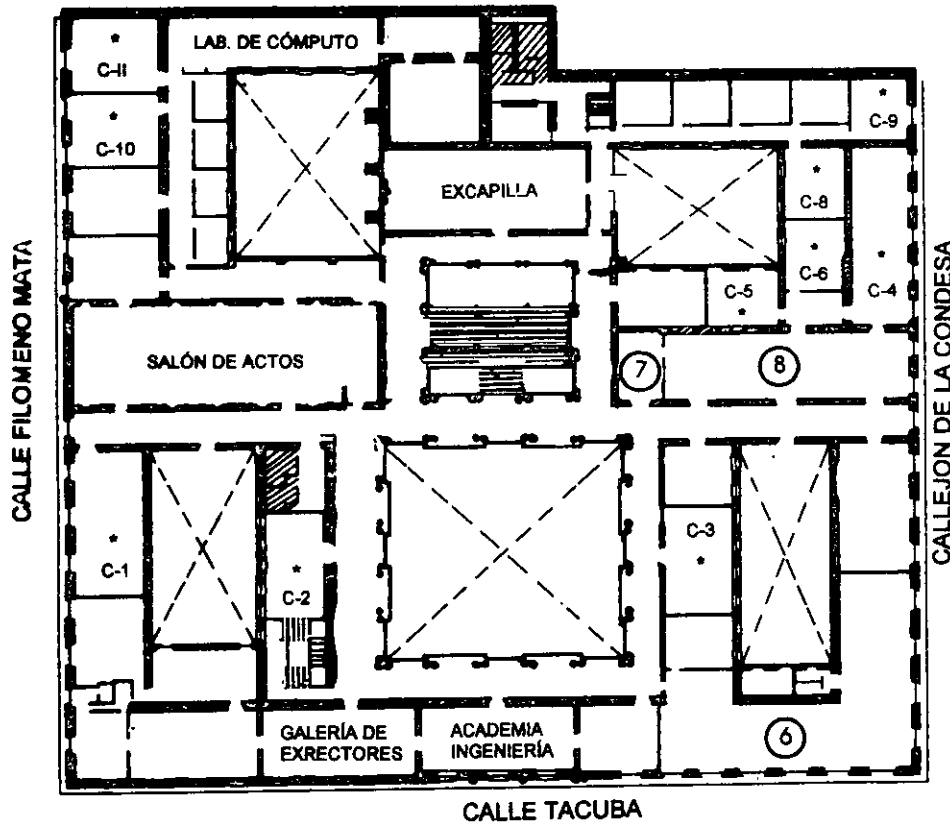 LAB. DE CÓMPUTO
*
C-II
*
C-9
*
C-10
EXCAPILLA
*
C-8
*
C-6
*
C-4
C-5
*
SALÓN DE ACTOS
7
8
CALLE FILOMENO MATA
CALLEJON DE LA CONDESA
*
C-1
*
C-2
C-3
*
GALERÍA DE
EXRECTORES
ACADEMIA
INGENIERÍA
6
CALLE TACUBA